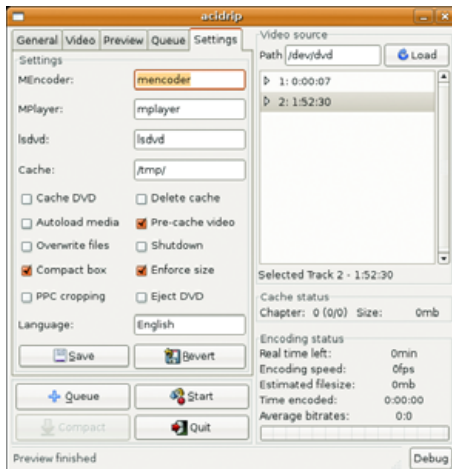 acidrip
General Video Preview Queue Settings
Settings
MEncoder: mencoder
MPlayer: mplayer
lsdvd: lsdvd
Cache: /tmp/
Cache DVD Delete cache
Autoload media Pre-cache video
Overwrite files Shutdown
Compact box Enforce size
PPC cropping Eject DVD
Language: English
Save Revert
Queue Start
Compact Quit
Preview finished
Video source
Path /dev/dvd Load
1: 0:00:07
2: 1:52:30
Selected Track 2 - 1:52:30
Cache status
Chapter: 0 (0/0) Size: 0mb
Encoding status
Real time left: 0min
Encoding speed: 0fps
Estimated filesize: 0mb
Time encoded: 0:00:00
Average bitrates: 0:0
Debug